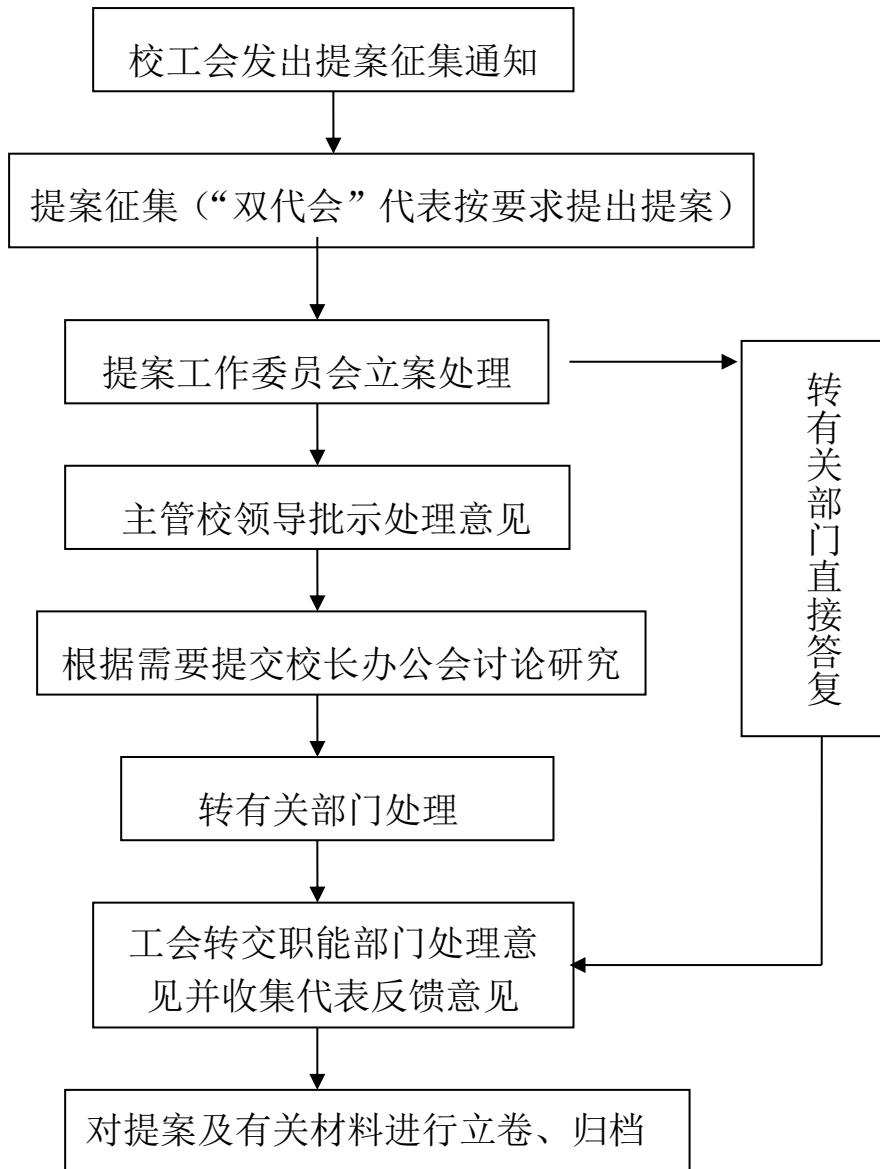 校工会发出提案征集通知
提案征集（“双代会”代表按要求提出提案）
提案工作委员会立案处理
主管校领导批示处理意见
根据需要提交校长办公会讨论研究
转有关部门处理
转有关部门直接答复
工会转交职能部门处理意
见并收集代表反馈意见
对提案及有关材料进行立卷、归档